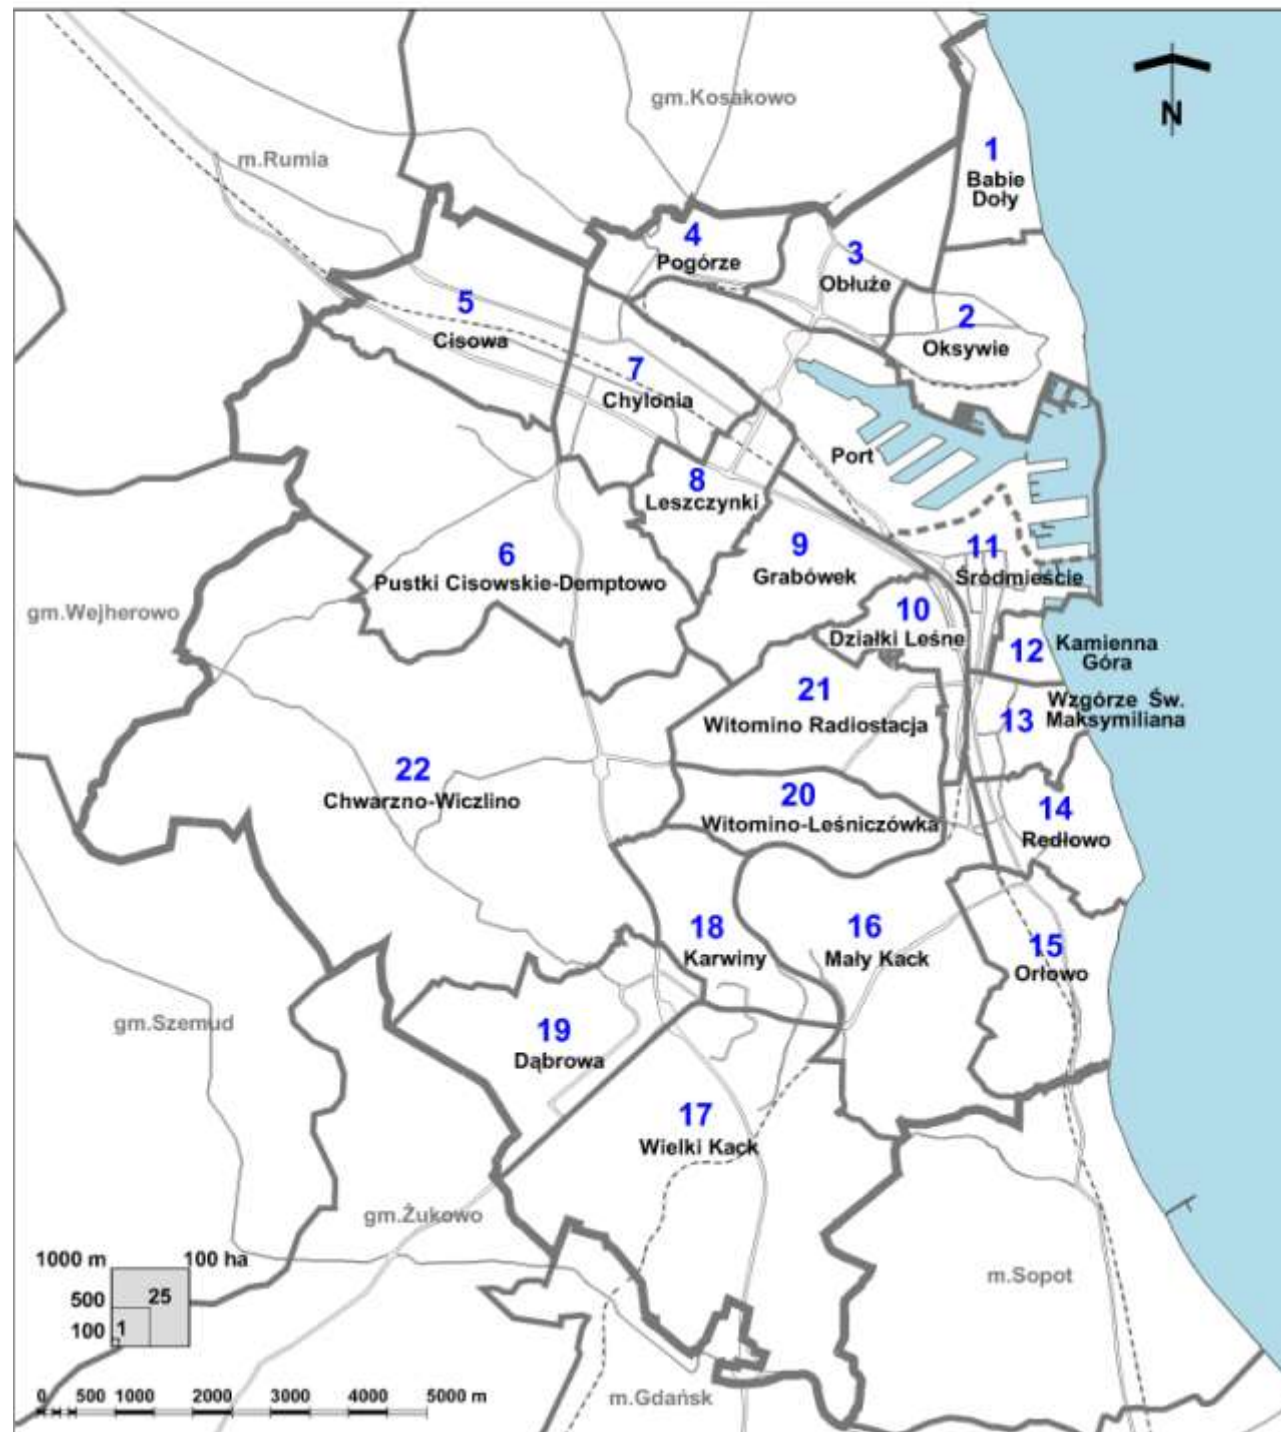 gm.Kosakowo
N
m.Rumia
1
Babie
Doły
4
Pogórze
3
Obłuże
5
Cisowa
2
Oksywie
7
Chylonia
Port
8
Leszczynki
6
Pustki Cisowskie-Demptowo
9
Grabówek
11
Śródmieście
gm.Wejherowo
10
Działki Leśne
12
Kamienna
Góra
21
Witomino Radiostacja
13
Wzgórze Św.
Maksymiliana
22
Chwarzno-Wiczlino
20
Witomino-Leśniczówka
14
Redłowo
18
Karwiny
16
Mały Kack
15
Orłowo
gm.Szemud
19
Dąbrowa
17
Wielki Kack
gm.Żukowo
1000 m
100 ha
500
25
100
1
m.Sopot
0 500 1000 2000 3000 4000 5000 m
m.Gdańsk